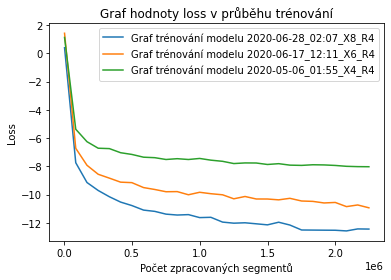 Graf hodnoty loss v průběhu trénování
Graf trénování modelu 2020-06-28_02:07_X8_R4
Graf trénování modelu 2020-06-17_12:11_X6_R4
Graf trénování modelu 2020-05-06_01:55_X4_R4
Loss
2
0
−2
−4
−6
−8
−10
−12
0.0 0.5 1.0 1.5 2.0
1e6
Počet zpracovaných segmentů